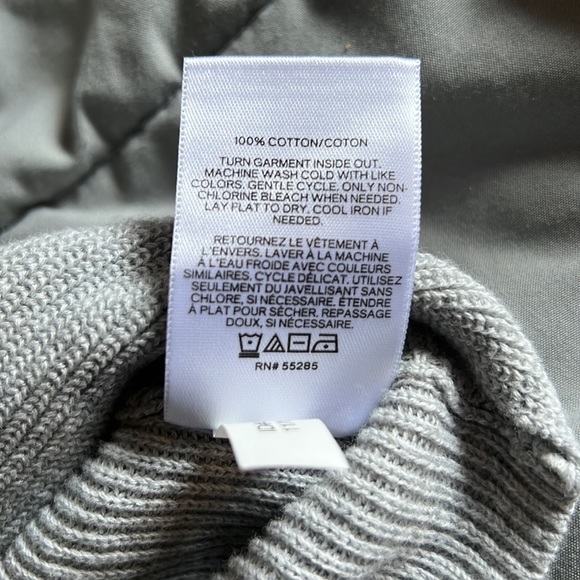 100% COTTON/COTON
TURN GARMENT INSIDE OUT.
MACHINE WASH COLD WITH LIKE
COLORS. GENTLE CYCLE. ONLY NON-
CHLORINE BLEACH WHEN NEEDED.
LAY FLAT TO DRY. COOL IRON IF
NEEDED.
RETOURNEZ LE VÊTEMENT À
L'ENVERS. LAVER À LA MACHINE
À L'EAU FROIDE AVEC COULEURS
SIMILAIRES. CYCLE DÉLICAT. UTILISEZ
SEULEMENT DU JAVELLISANT SANS
CHLORE, SI NÉCESSAIRE. ÉTENDRE
À PLAT POUR SÉCHER. REPASSAGE
DOUX, SI NÉCESSAIRE.
RN# 55285